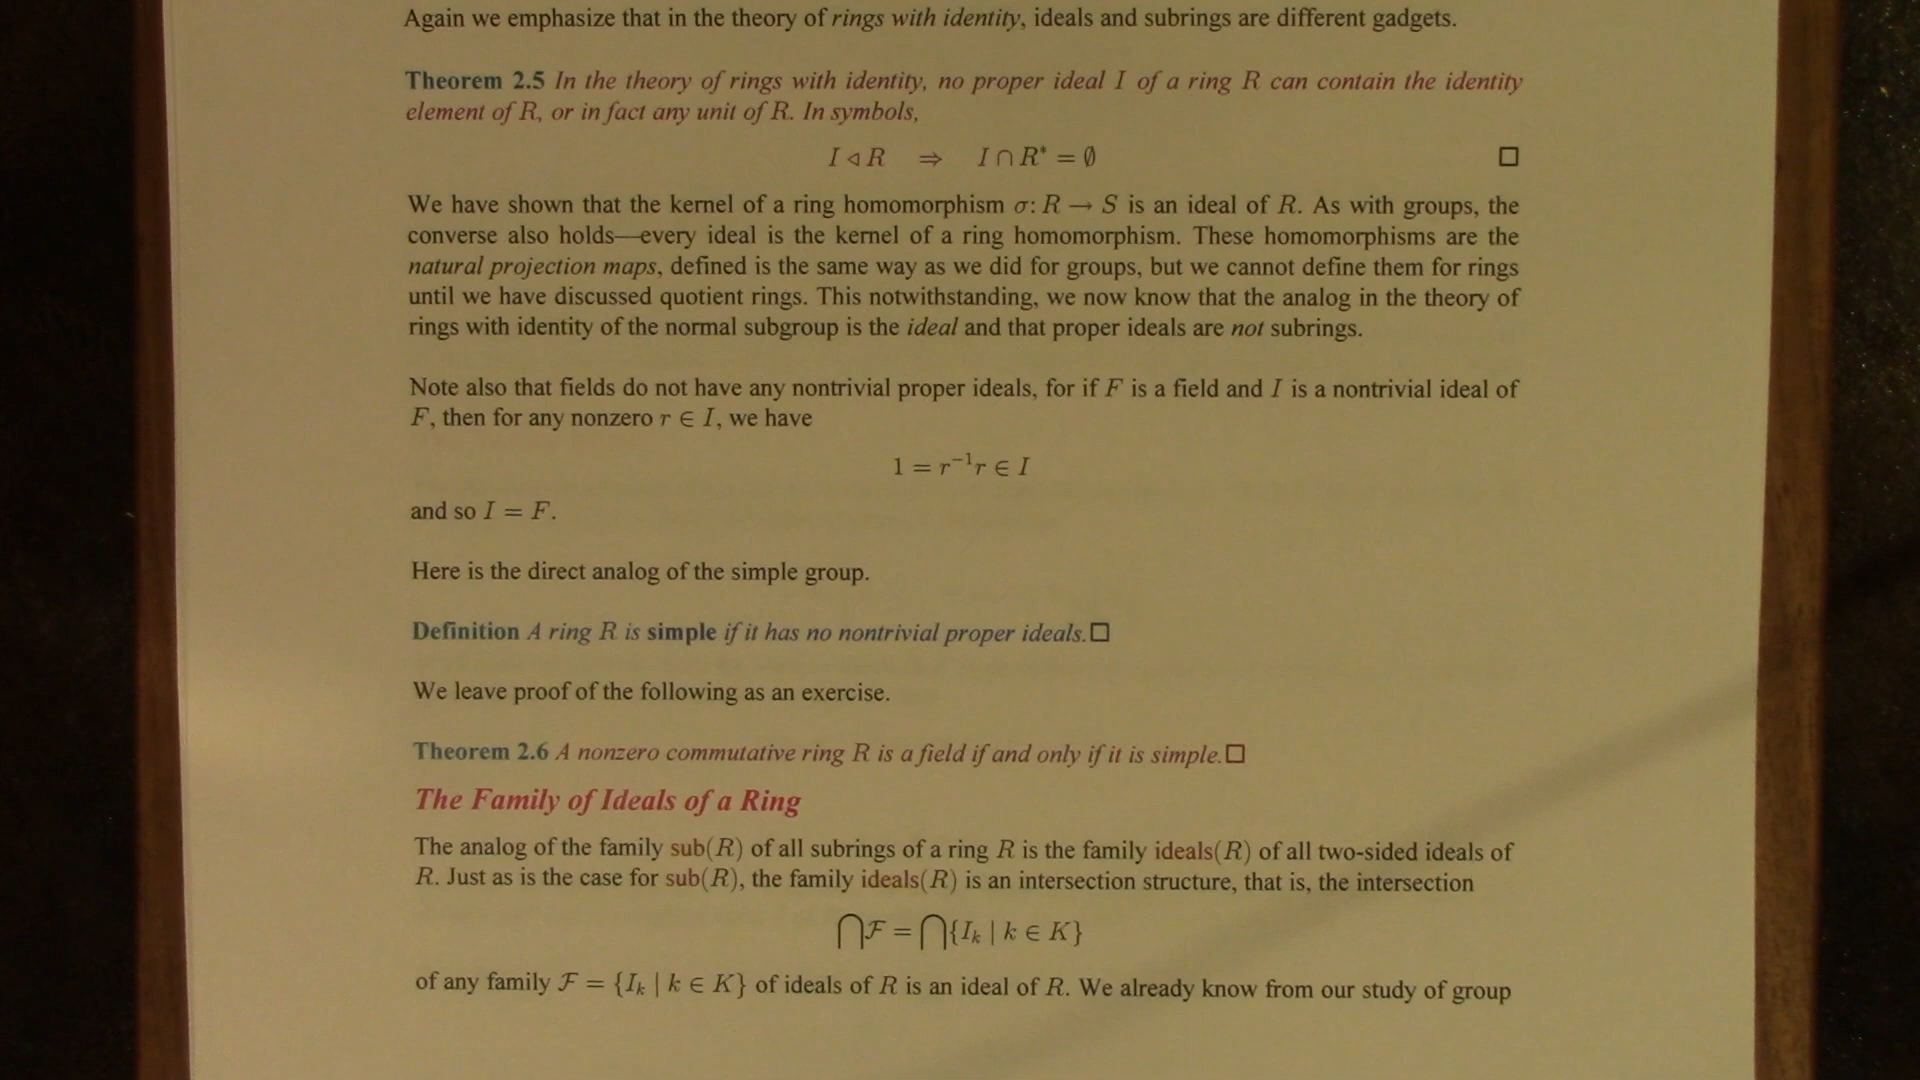 Again we emphasize that in the theory of rings with identity, ideals and subrings are different gadgets.
Theorem 2.5 In the theory of rings with identity, no proper ideal I of a ring R can contain the identity
element of R, or in fact any unit of R. In symbols,
I ◃ R ⇒ I ∩ R* = ∅ □
We have shown that the kernel of a ring homomorphism σ: R → S is an ideal of R. As with groups, the
converse also holds—every ideal is the kernel of a ring homomorphism. These homomorphisms are the
natural projection maps, defined is the same way as we did for groups, but we cannot define them for rings
until we have discussed quotient rings. This notwithstanding, we now know that the analog in the theory of
rings with identity of the normal subgroup is the ideal and that proper ideals are not subrings.
Note also that fields do not have any nontrivial proper ideals, for if F is a field and I is a nontrivial ideal of
F, then for any nonzero r ∈ I, we have
1 = r⁻¹r ∈ I
and so I = F.
Here is the direct analog of the simple group.
Definition A ring R is simple if it has no nontrivial proper ideals. □
We leave proof of the following as an exercise.
Theorem 2.6 A nonzero commutative ring R is a field if and only if it is simple. □
The Family of Ideals of a Ring
The analog of the family sub(R) of all subrings of a ring R is the family ideals(R) of all two-sided ideals of
R. Just as is the case for sub(R), the family ideals(R) is an intersection structure, that is, the intersection
⋂ℱ = ⋂{Iₖ | k ∈ K}
of any family ℱ = {Iₖ | k ∈ K} of ideals of R is an ideal of R. We already know from our study of group